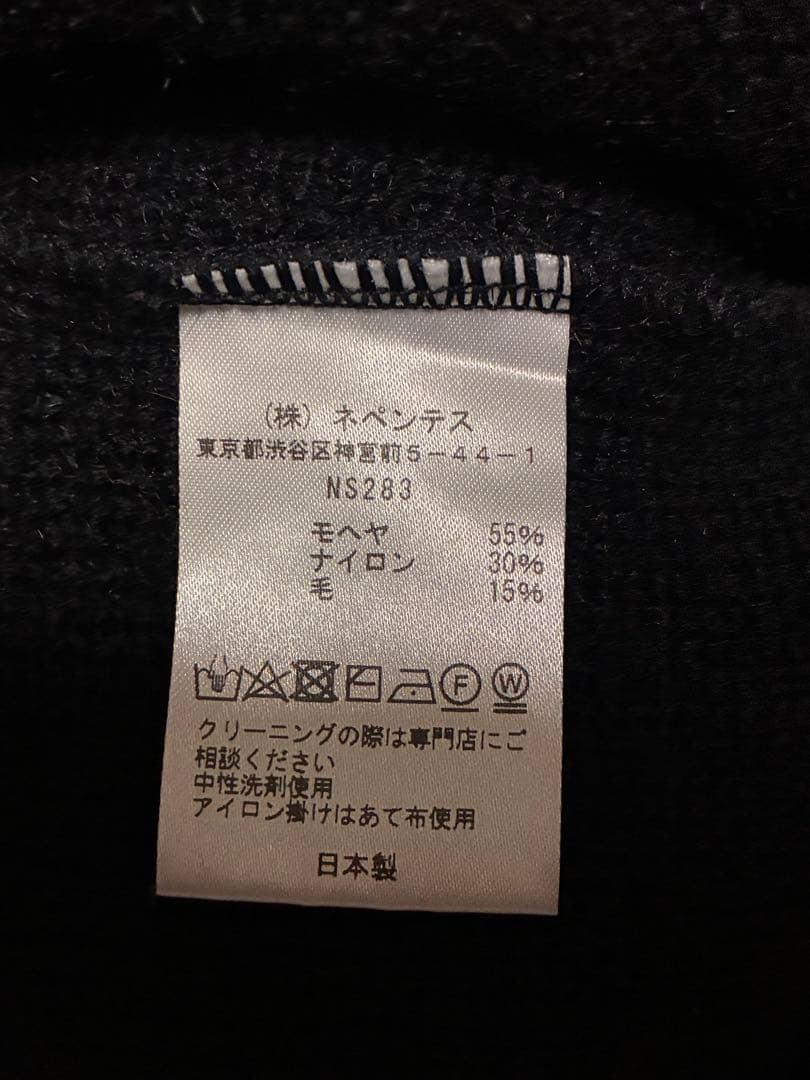 (株) ネペンテス
東京都渋谷区神宮前5-44-1
NS283
モヘヤ 55%
ナイロン 30%
毛 15%
F W
クリーニングの際は専門店にご
相談ください
中性洗剤使用
アイロン掛けはあて布使用
日本製